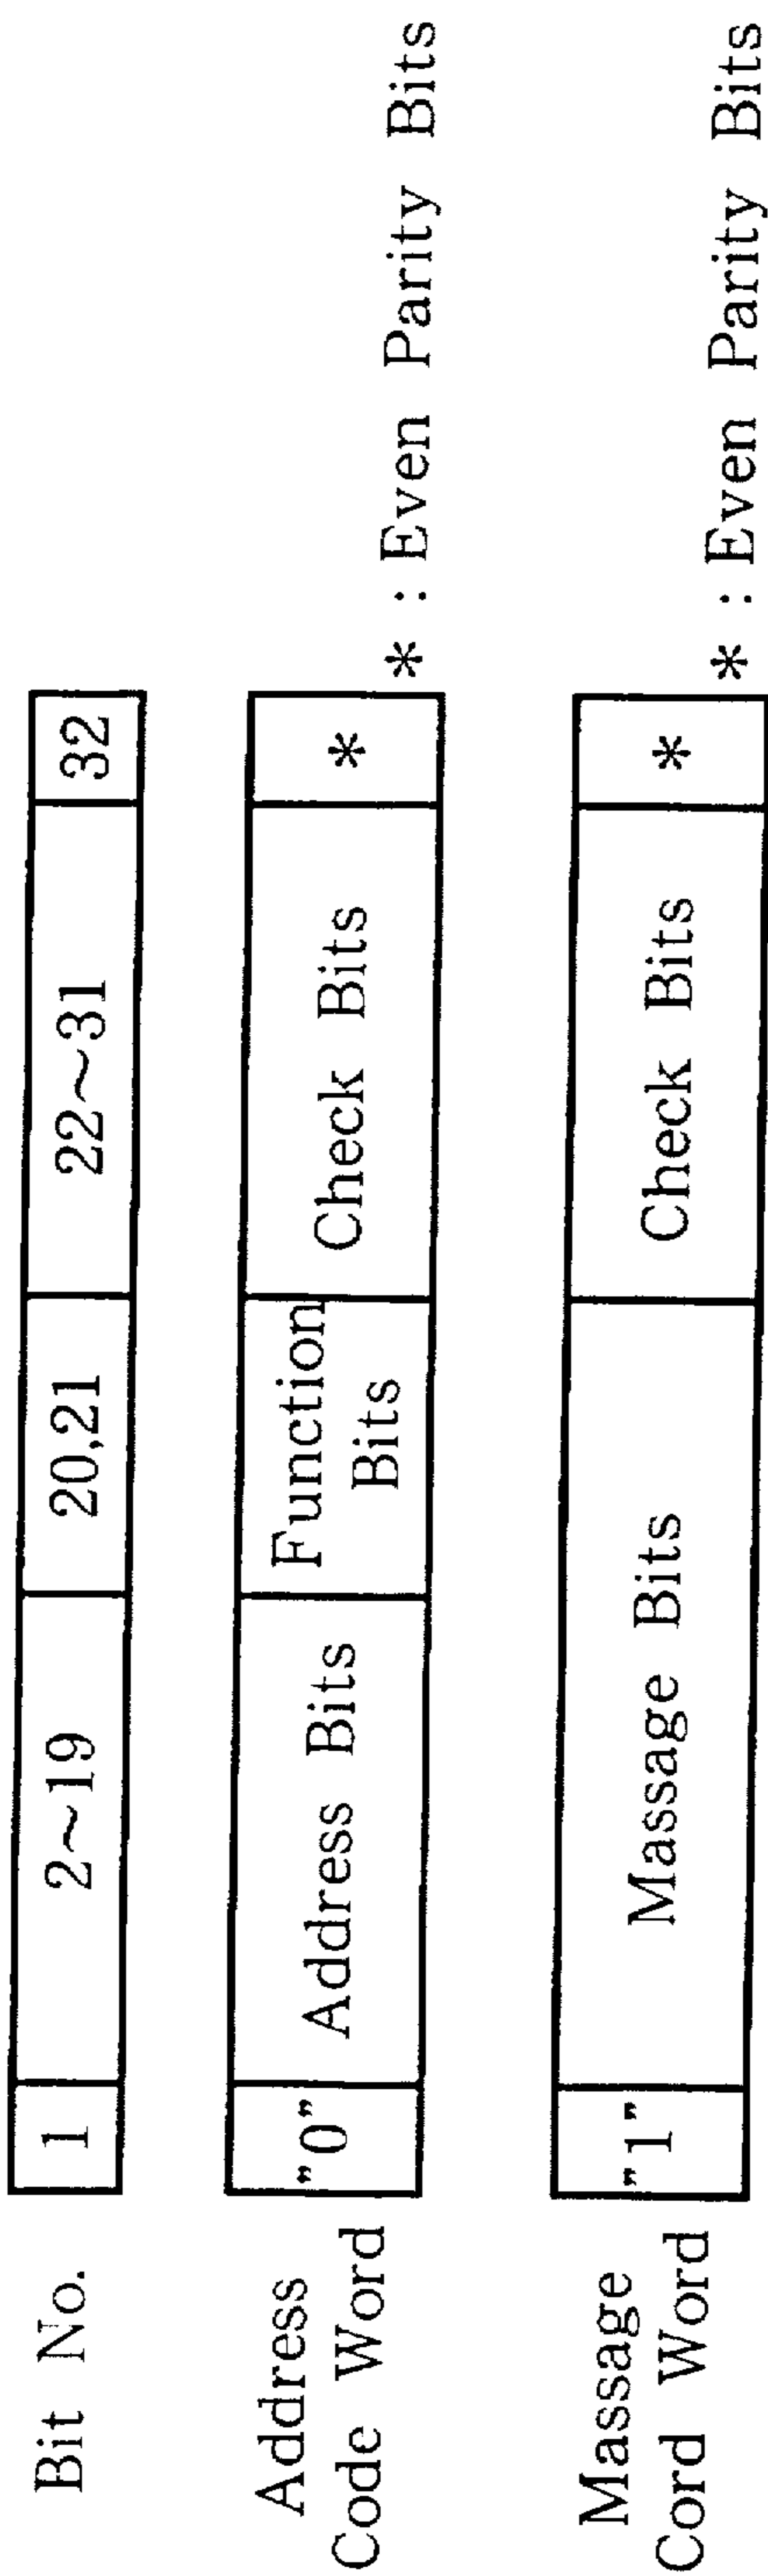 Bit No. 1 2~19 20,21 22~31 32
Address
Code Word
"0" Address Bits Function
Bits
Check Bits *
* : Even Parity Bits
Massage
Cord Word
"1" Massage Bits Check Bits *
* : Even Parity Bits